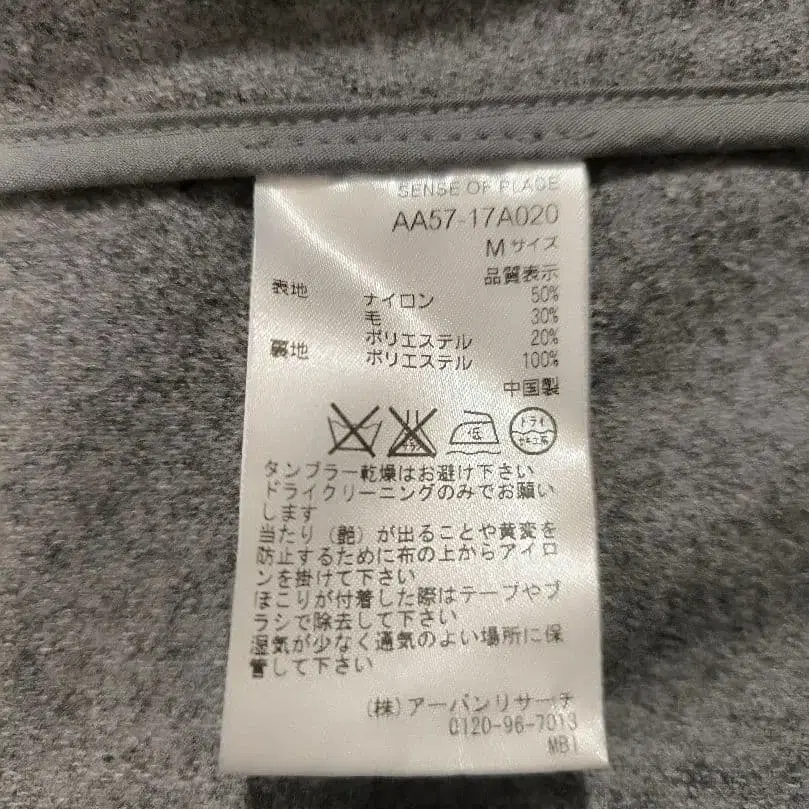 SENSE OF PLACE
AA57-17A020
Mサイズ
品質表示
表地 ナイロン 50%
毛 30%
ポリエステル 20%
裏地 ポリエステル 100%
中国製
低 ドライ
タンブラー乾燥はお避け下さい
ドライクリーニングのみでお願い
します
当たり（艶）が出ることや黄変を
防止するために布の上からアイロ
ンを掛けて下さい
ほこりが付着した際はテープやブ
ラシで除去して下さい
湿気が少なく通気のよい場所に保
管して下さい
(株)アーバンリサーチ
0120-96-7013
MB1